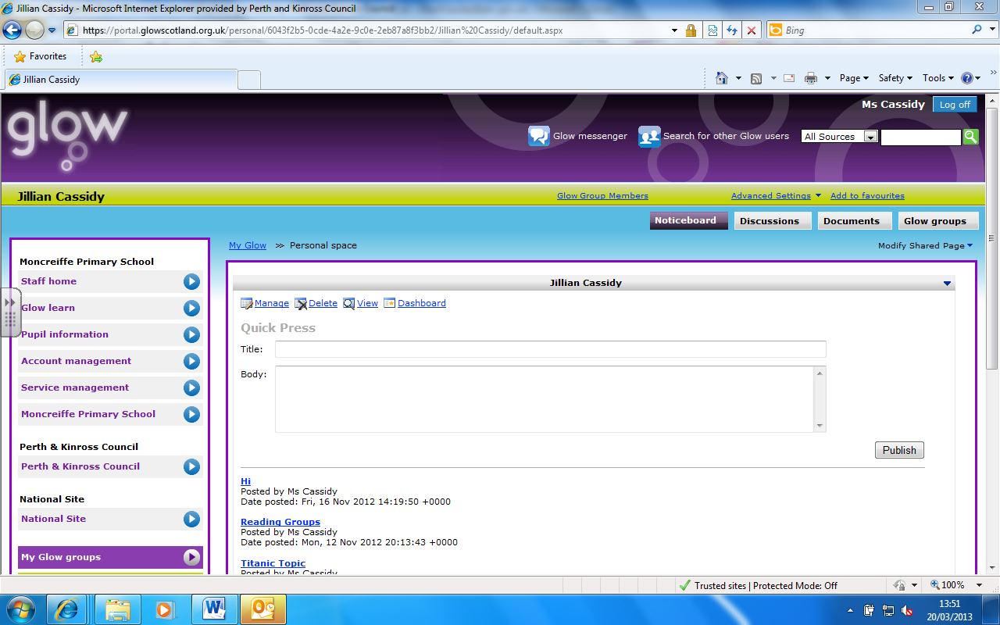 Jillian Cassidy - Microsoft Internet Explorer provided by Perth and Kinross Council
https://portal.glowscotland.org.uk/personal/6043f2b5-0cde-4a2e-9c0e-2eb87a8f3bb2/Jillian%20Cassidy/default.aspx
Bing
Favorites
Jillian Cassidy
Page Safety Tools
glow
Ms Cassidy Log off
Glow messenger Search for other Glow users All Sources
Jillian Cassidy Glow Group Members Advanced Settings Add to favourites
Noticeboard Discussions Documents Glow groups
My Glow >> Personal space Modify Shared Page
Moncreiffe Primary School
Staff home
Glow learn
Pupil information
Account management
Service management
Moncreiffe Primary School
Perth & Kinross Council
Perth & Kinross Council
National Site
National Site
My Glow groups
Jillian Cassidy
Manage Delete View Dashboard
Quick Press
Title:
Body:
Publish
Hi
Posted by Ms Cassidy
Date posted: Fri, 16 Nov 2012 14:19:50 +0000
Reading Groups
Posted by Ms Cassidy
Date posted: Mon, 12 Nov 2012 20:13:43 +0000
Titanic Topic
Posted by Ms Cassidy
Trusted sites | Protected Mode: Off 100%
13:51
20/03/2013